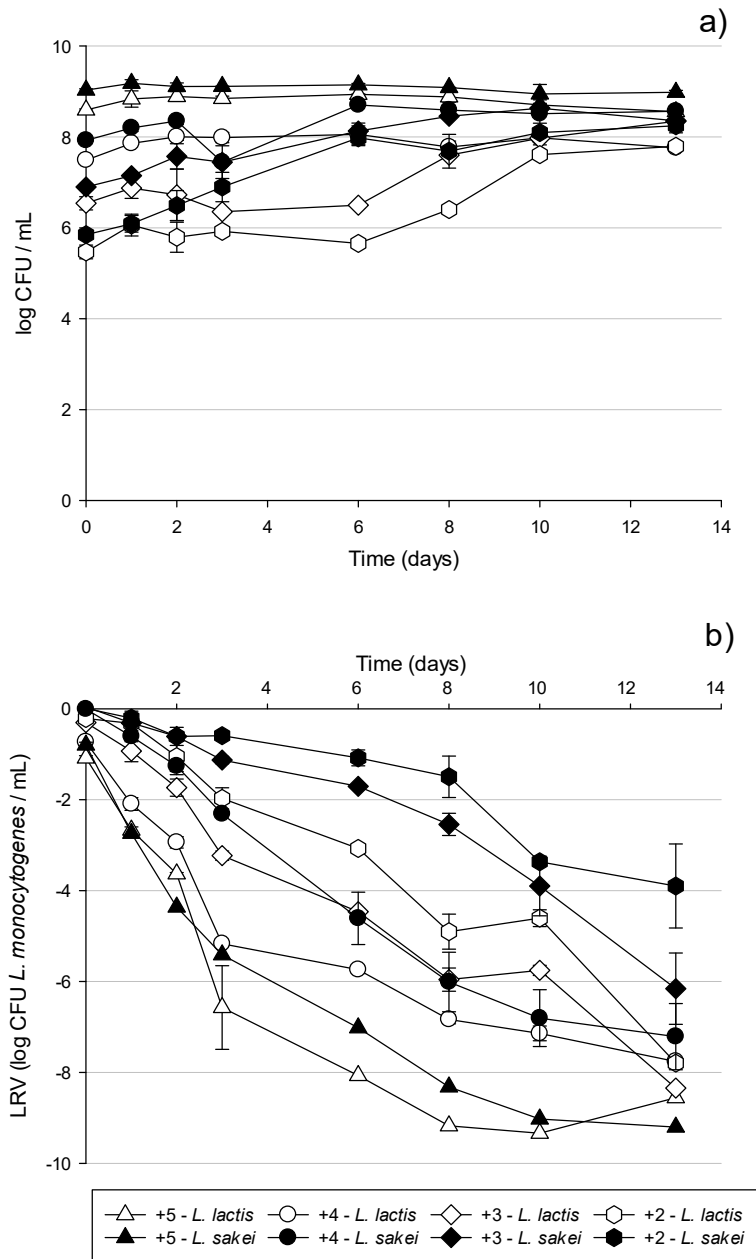 a)
10
8
6
4
2
0
log CFU / mL
0 2 4 6 8 10 12 14
Time (days)
b)
Time (days)
2 4 6 8 10 12 14
0
-2
-4
-6
-8
-10
LRV (log CFU L. monocytogenes / mL)
+5 - L. lactis +4 - L. lactis +3 - L. lactis +2 - L. lactis
+5 - L. sakei +4 - L. sakei +3 - L. sakei +2 - L. sakei